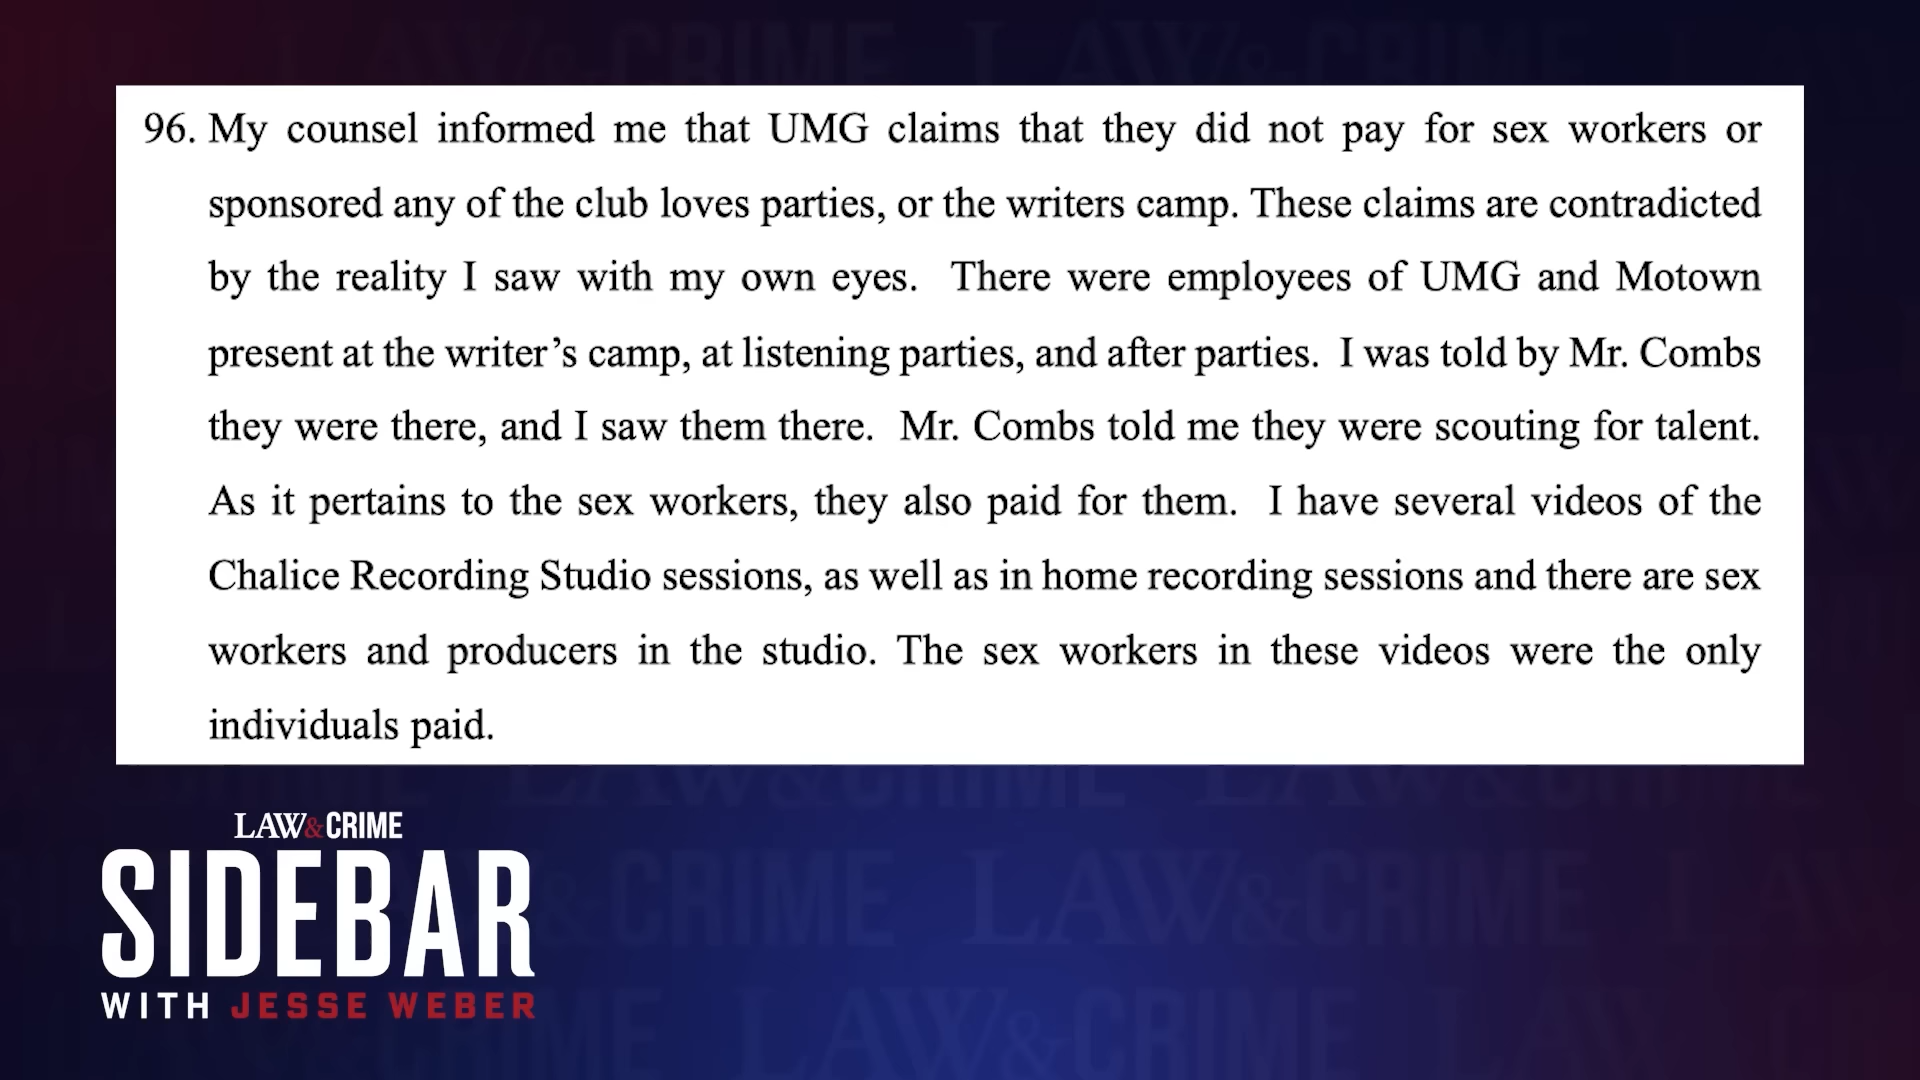 96. My counsel informed me that UMG claims that they did not pay for sex workers or
sponsored any of the club loves parties, or the writers camp. These claims are contradicted
by the reality I saw with my own eyes. There were employees of UMG and Motown
present at the writer’s camp, at listening parties, and after parties. I was told by Mr. Combs
they were there, and I saw them there. Mr. Combs told me they were scouting for talent.
As it pertains to the sex workers, they also paid for them. I have several videos of the
Chalice Recording Studio sessions, as well as in home recording sessions and there are sex
workers and producers in the studio. The sex workers in these videos were the only
individuals paid.
LAW&CRIME
SIDEBAR
WITH JESSE WEBER